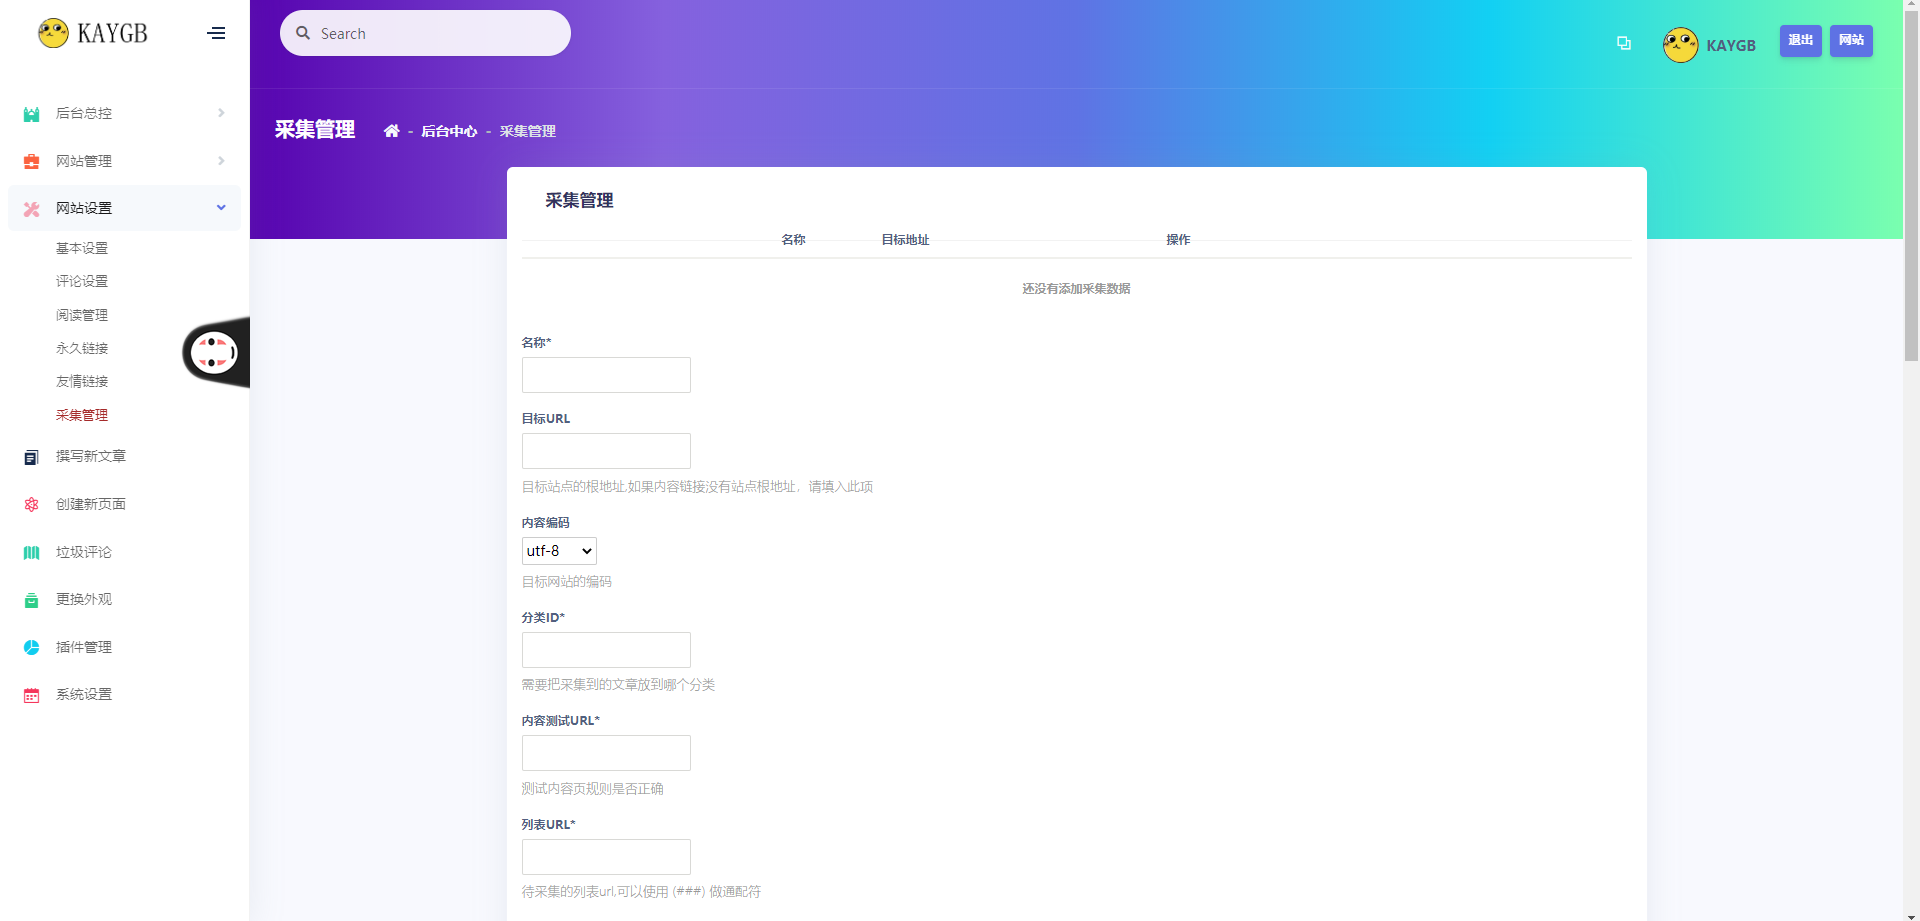 KAYGB
Search
KAYGB
退出
网站
后台总控
网站管理
网站设置
基本设置
评论设置
阅读管理
永久链接
友情链接
采集管理
撰写新文章
创建新页面
垃圾评论
更换外观
插件管理
系统设置
采集管理 - 后台中心 - 采集管理
采集管理
名称 目标地址 操作
还没有添加采集数据
名称*
目标URL
目标站点的根地址,如果内容链接没有站点根地址，请填入此项
内容编码
utf-8
目标网站的编码
分类ID*
需要把采集到的文章放到哪个分类
内容测试URL*
测试内容页规则是否正确
列表URL*
待采集的列表url,可以使用 (###) 做通配符